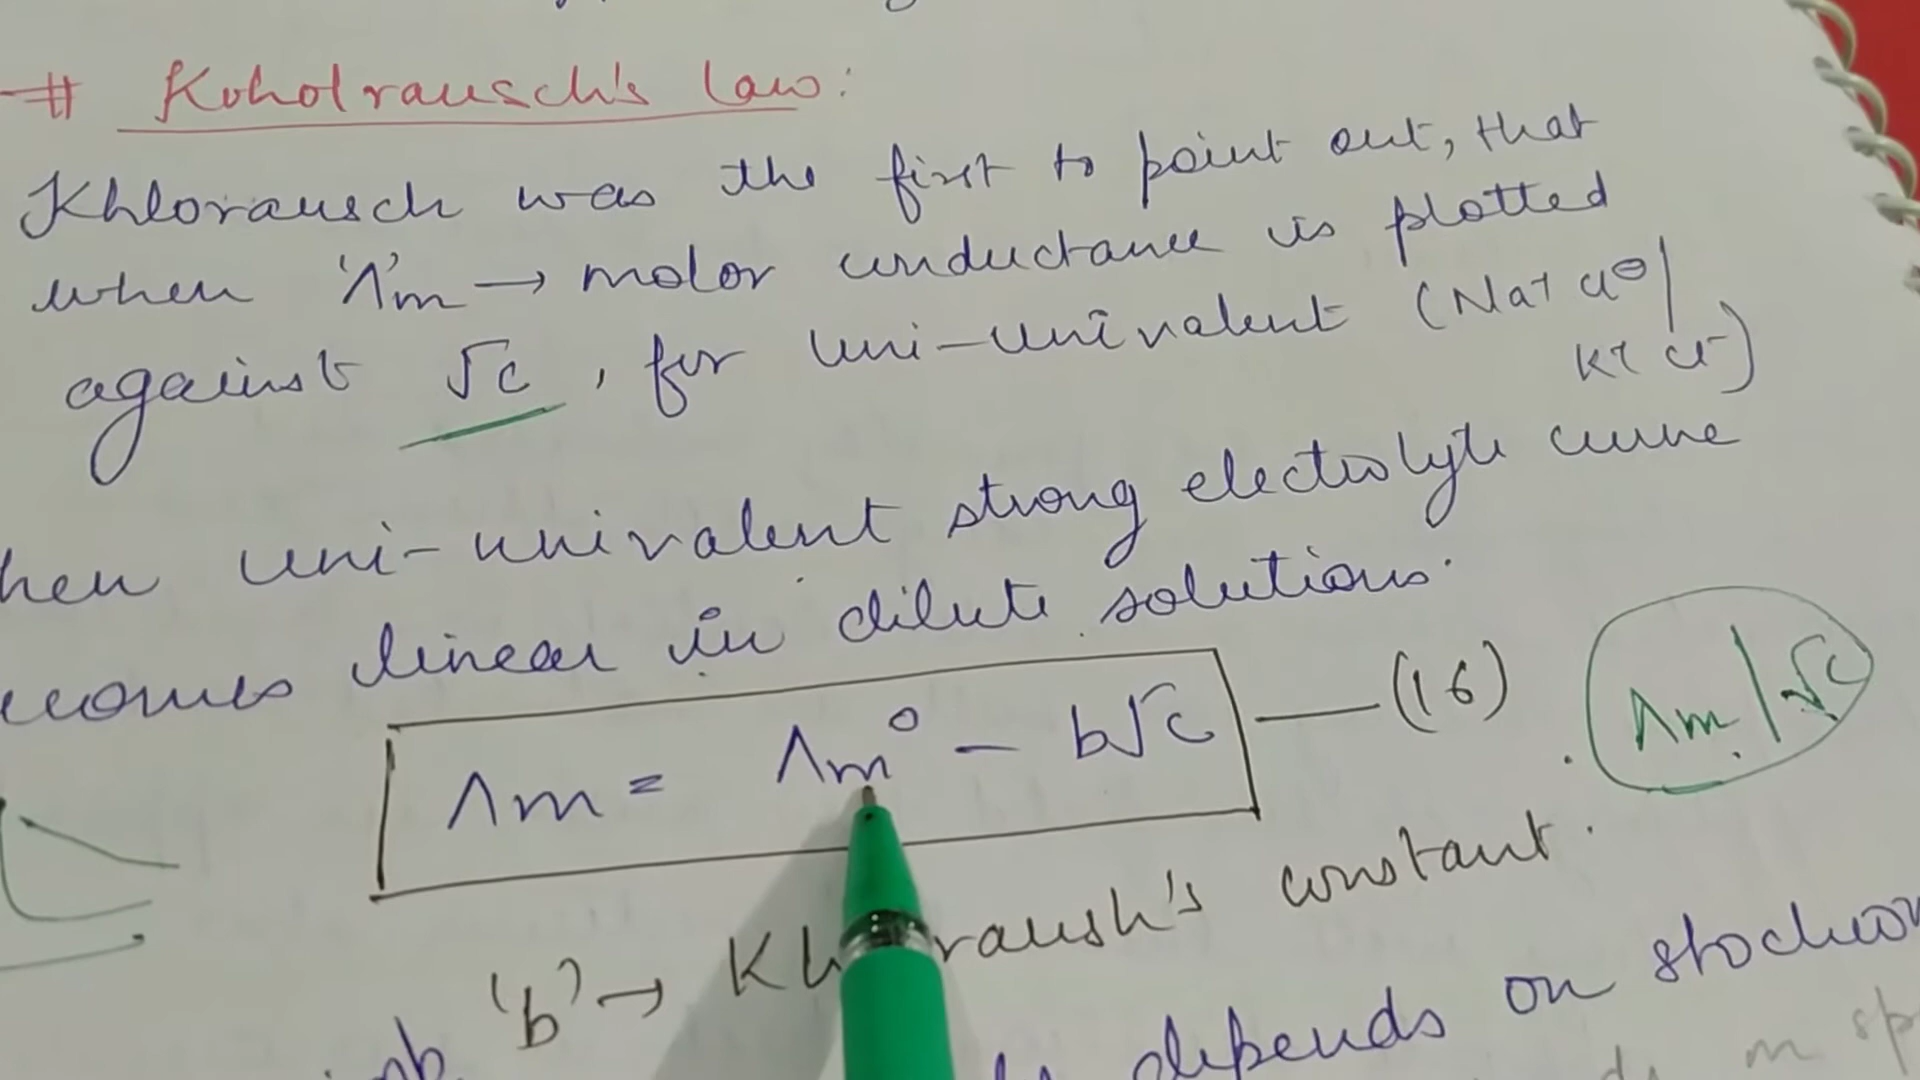 # Koholrausch's Law:
Khlorausch was the first to point out, that
when 'Λ'm → molar conductance is plotted
against √c, for uni-univalent (Na+ Cl⊖/
K+ Cl-)
hen uni-univalent strong electrolyte curve
ecomes linear in dilute solutions.
Λm = Λm° - b√c — (16)
Λm/√c
'b' → Kh raush's constant.
depends on stochio